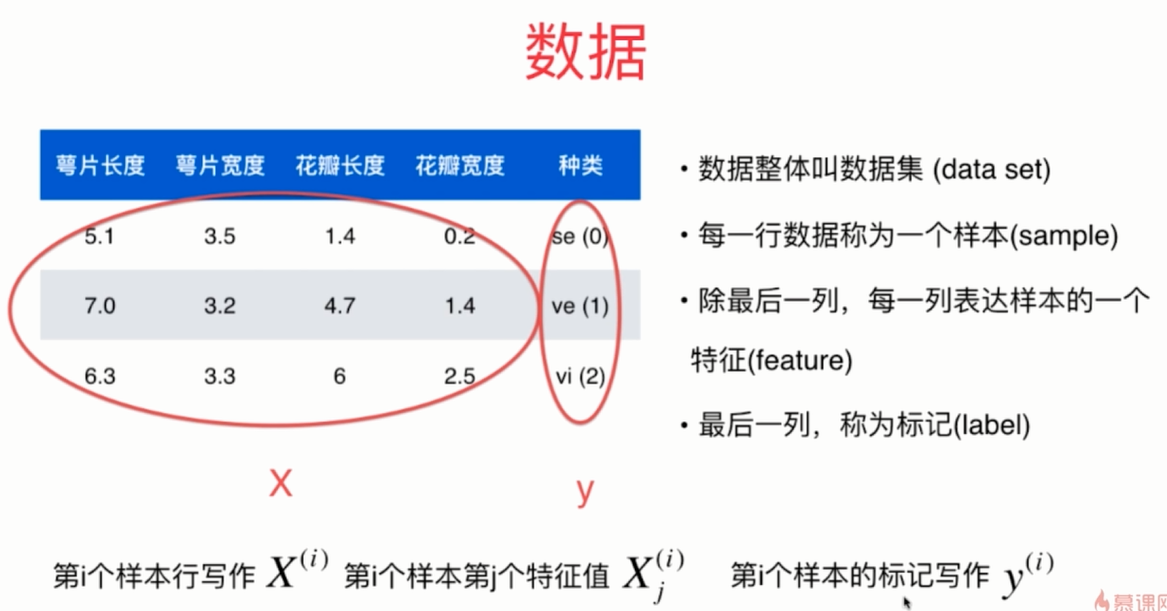 数据
萼片长度 萼片宽度 花瓣长度 花瓣宽度 种类
5.1 3.5 1.4 0.2 se (0)
7.0 3.2 4.7 1.4 ve (1)
6.3 3.3 6 2.5 vi (2)
X y
• 数据整体叫数据集 (data set)
• 每一行数据称为一个样本(sample)
• 除最后一列，每一列表达样本的一个
特征(feature)
• 最后一列，称为标记(label)
第i个样本行写作 X^(i) 第i个样本第j个特征值 X_j^(i) 第i个样本的标记写作 y^(i)
慕课网